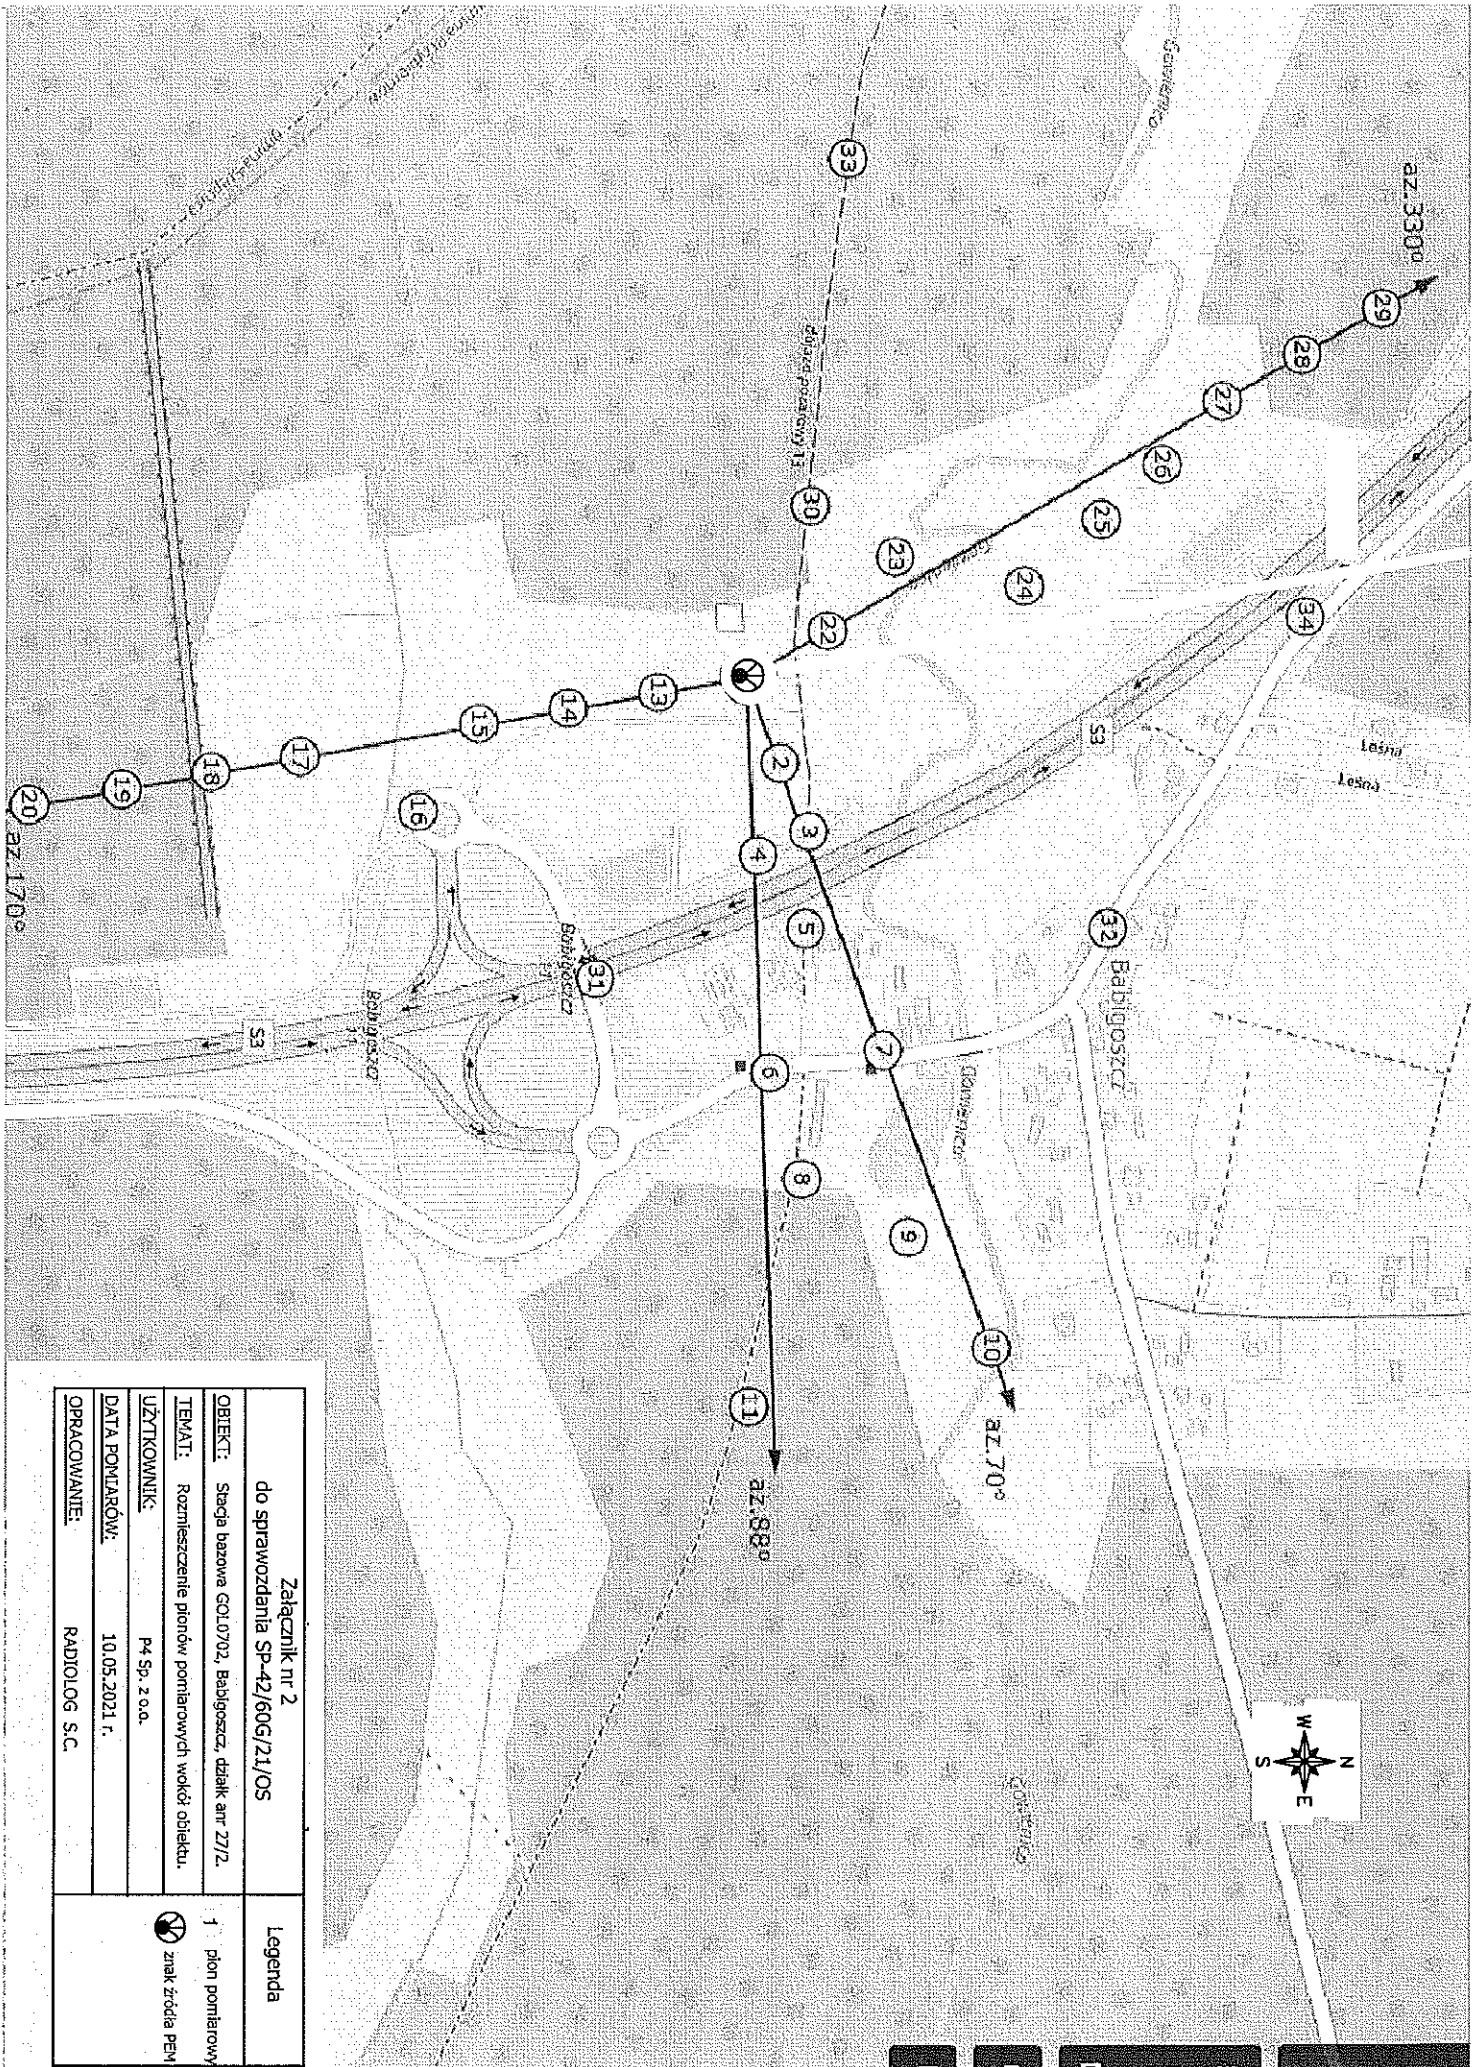 az.330°
29
28
27
26
25
24
23
22
33
30
34
32
S3
Leśna
Leśna
Babigoszcz
Gowienica
2
3
4
5
6
7
8
9
10
11
az.70°
az.88°
13
14
15
16
17
18
19
20
az.170°
31
Babigoszcz
Babigoszcz
S3
Gowienica
Gowienica
N
W
E
S
Załącznik nr 2
do sprawozdania SP-42/60G/21/OS
OBIEKT: Stacja bazowa GOL0702, Babigoszcz, działk anr 27/2.
TEMAT: Rozmieszczenie pionów pomiarowych wokół obiektu.
UŻYTKOWNIK: P4 Sp. z o.o.
DATA POMIARÓW: 10.05.2021 r.
OPRACOWANIE: RADIOLOG S.C.
Legenda
1 pion pomiarowy
znak źródła PEM